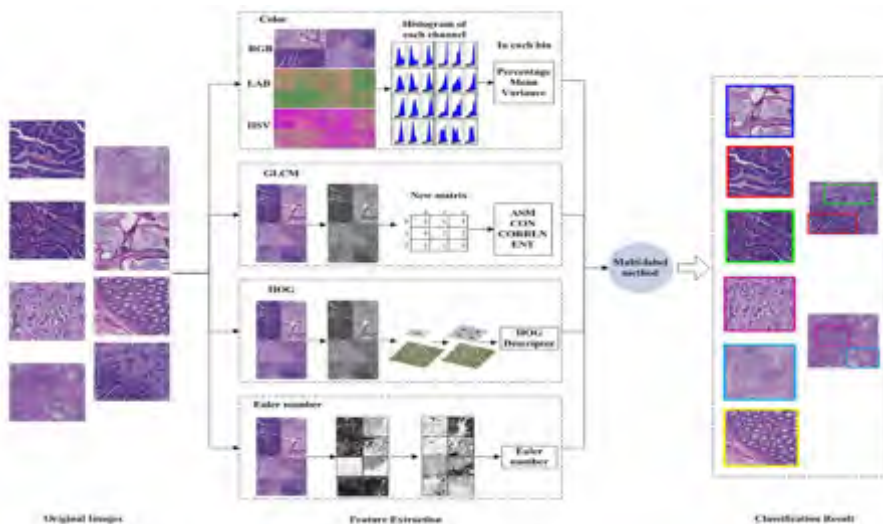 Color
RGB
LAB
HSV
Histogram of
each channel
In each bin
Percentage
Mean
Variance
GLCM
New matrix
ASM
CON
CORRLN
ENT
HOG
HOG
Descriptor
Euler number
Euler
number
Multi-label
method
Original Images
Feature Extraction
Classification Result